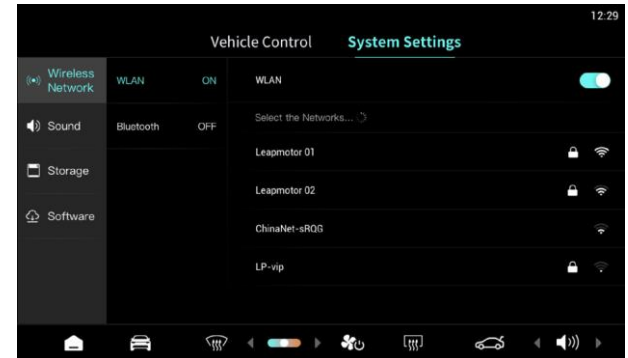 12:29
Vehicle Control System Settings
Wireless
Network
WLAN ON
WLAN
Sound
Bluetooth OFF
Select the Networks...
Leapmotor 01
Storage
Leapmotor 02
Software
ChinaNet-sRQG
LP-vip